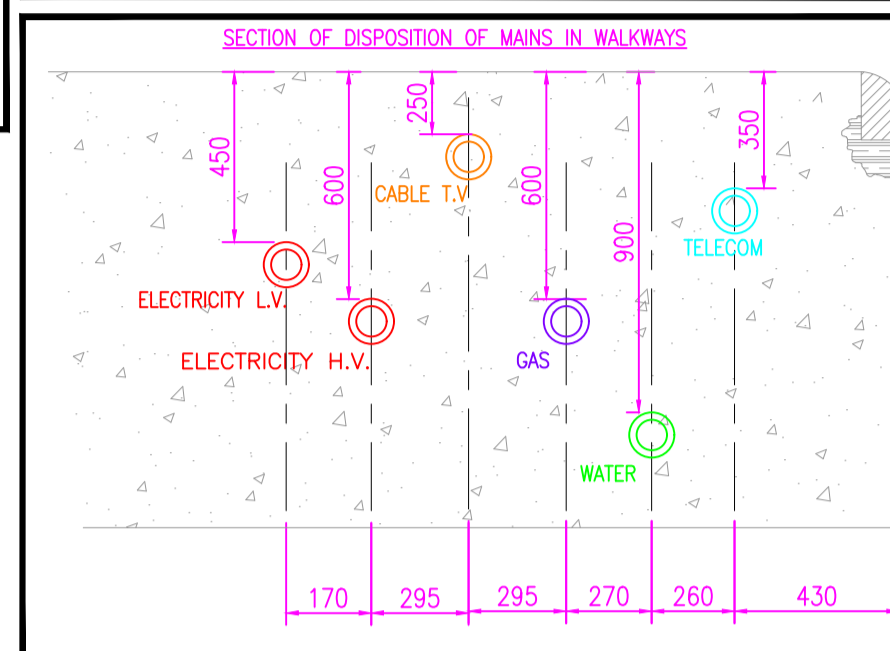 SECTION OF DISPOSITION OF MAINS IN WALKWAYS
450
600
250
600
900
350
CABLE T.V
TELECOM
ELECTRICITY L.V.
ELECTRICITY H.V.
GAS
WATER
170
295
295
270
260
430